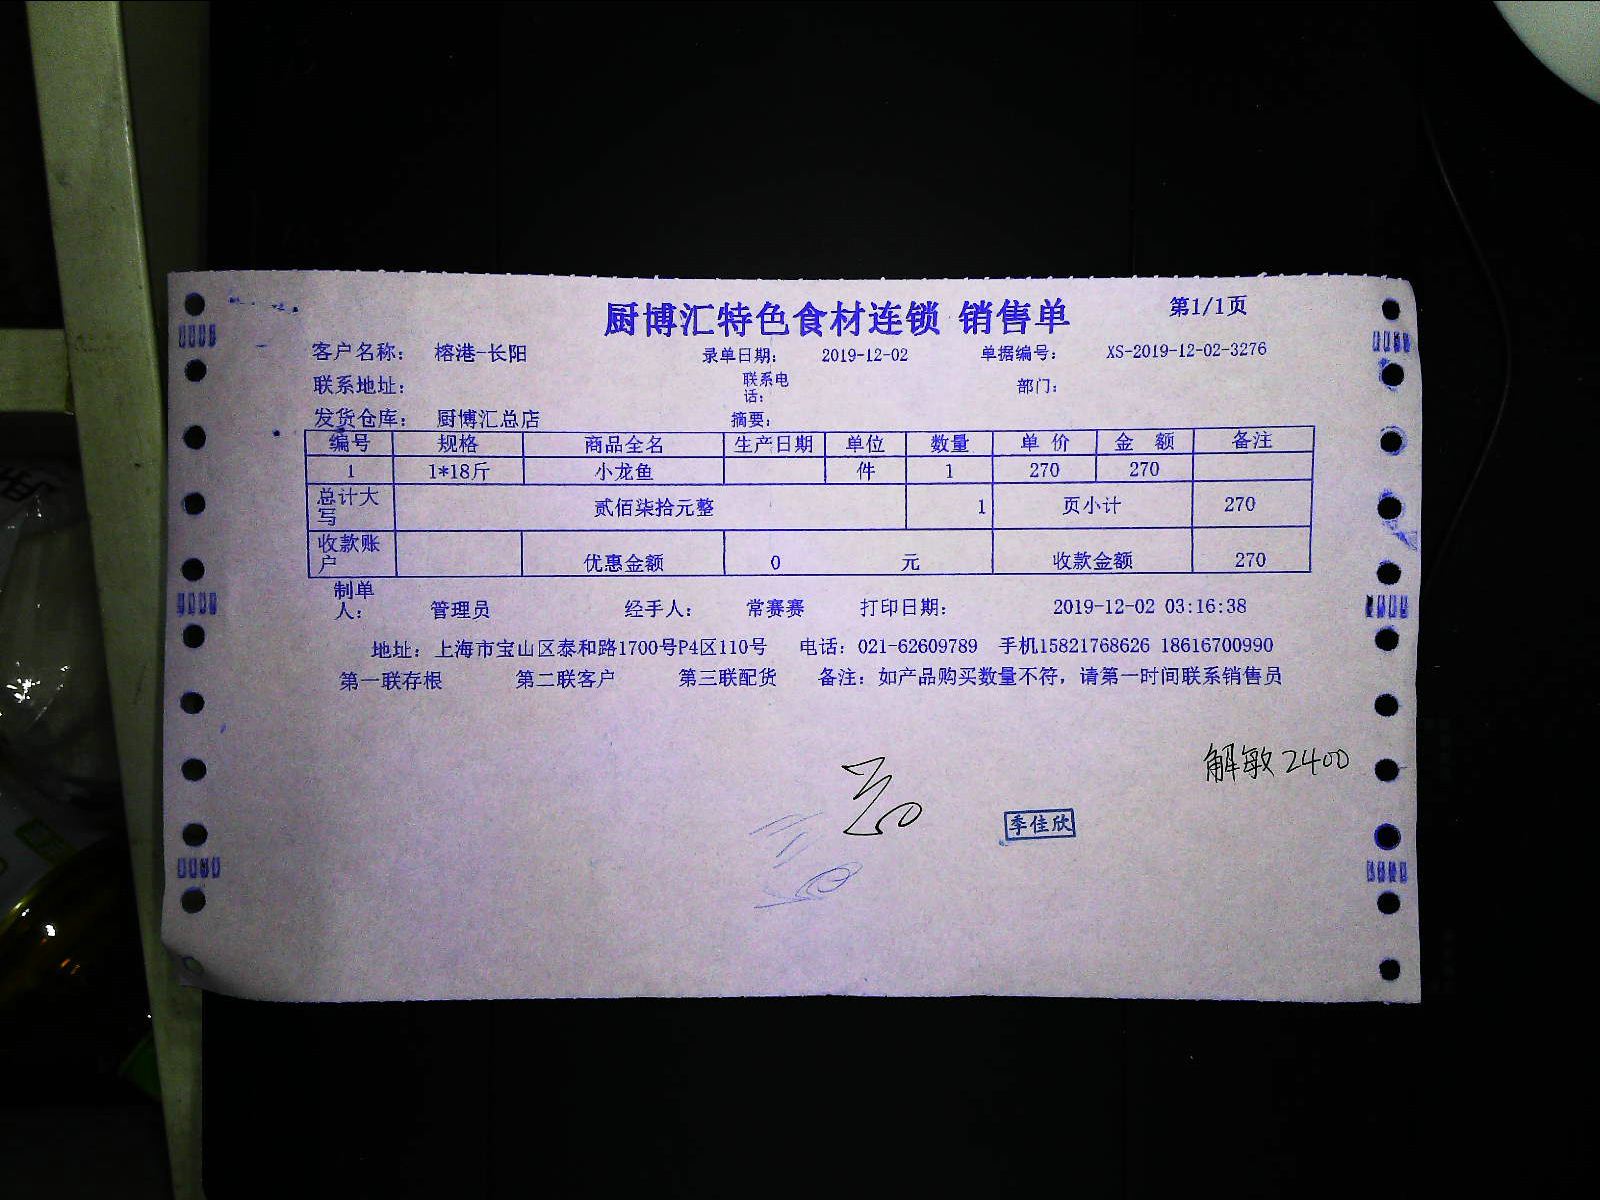 厨博汇特色食材连锁 销售单 第1/1页
客户名称: 榕港-长阳 录单日期: 2019-12-02 单据编号: XS-2019-12-02-3276
联系地址: 联系电话: 部门:
发货仓库: 厨博汇总店 摘要:
编号 规格 商品全名 生产日期 单位 数量 单价 金额 备注
1 1*18斤 小龙鱼 件 1 270 270
总计大写 贰佰柒拾元整 1 页小计 270
收款账户 优惠金额 0 元 收款金额 270
制单人: 管理员 经手人: 常赛赛 打印日期: 2019-12-02 03:16:38
地址: 上海市宝山区泰和路1700号P4区110号 电话: 021-62609789 手机15821768626 18616700990
第一联存根 第二联客户 第三联配货 备注: 如产品购买数量不符, 请第一时间联系销售员
解敏2400
季佳欣